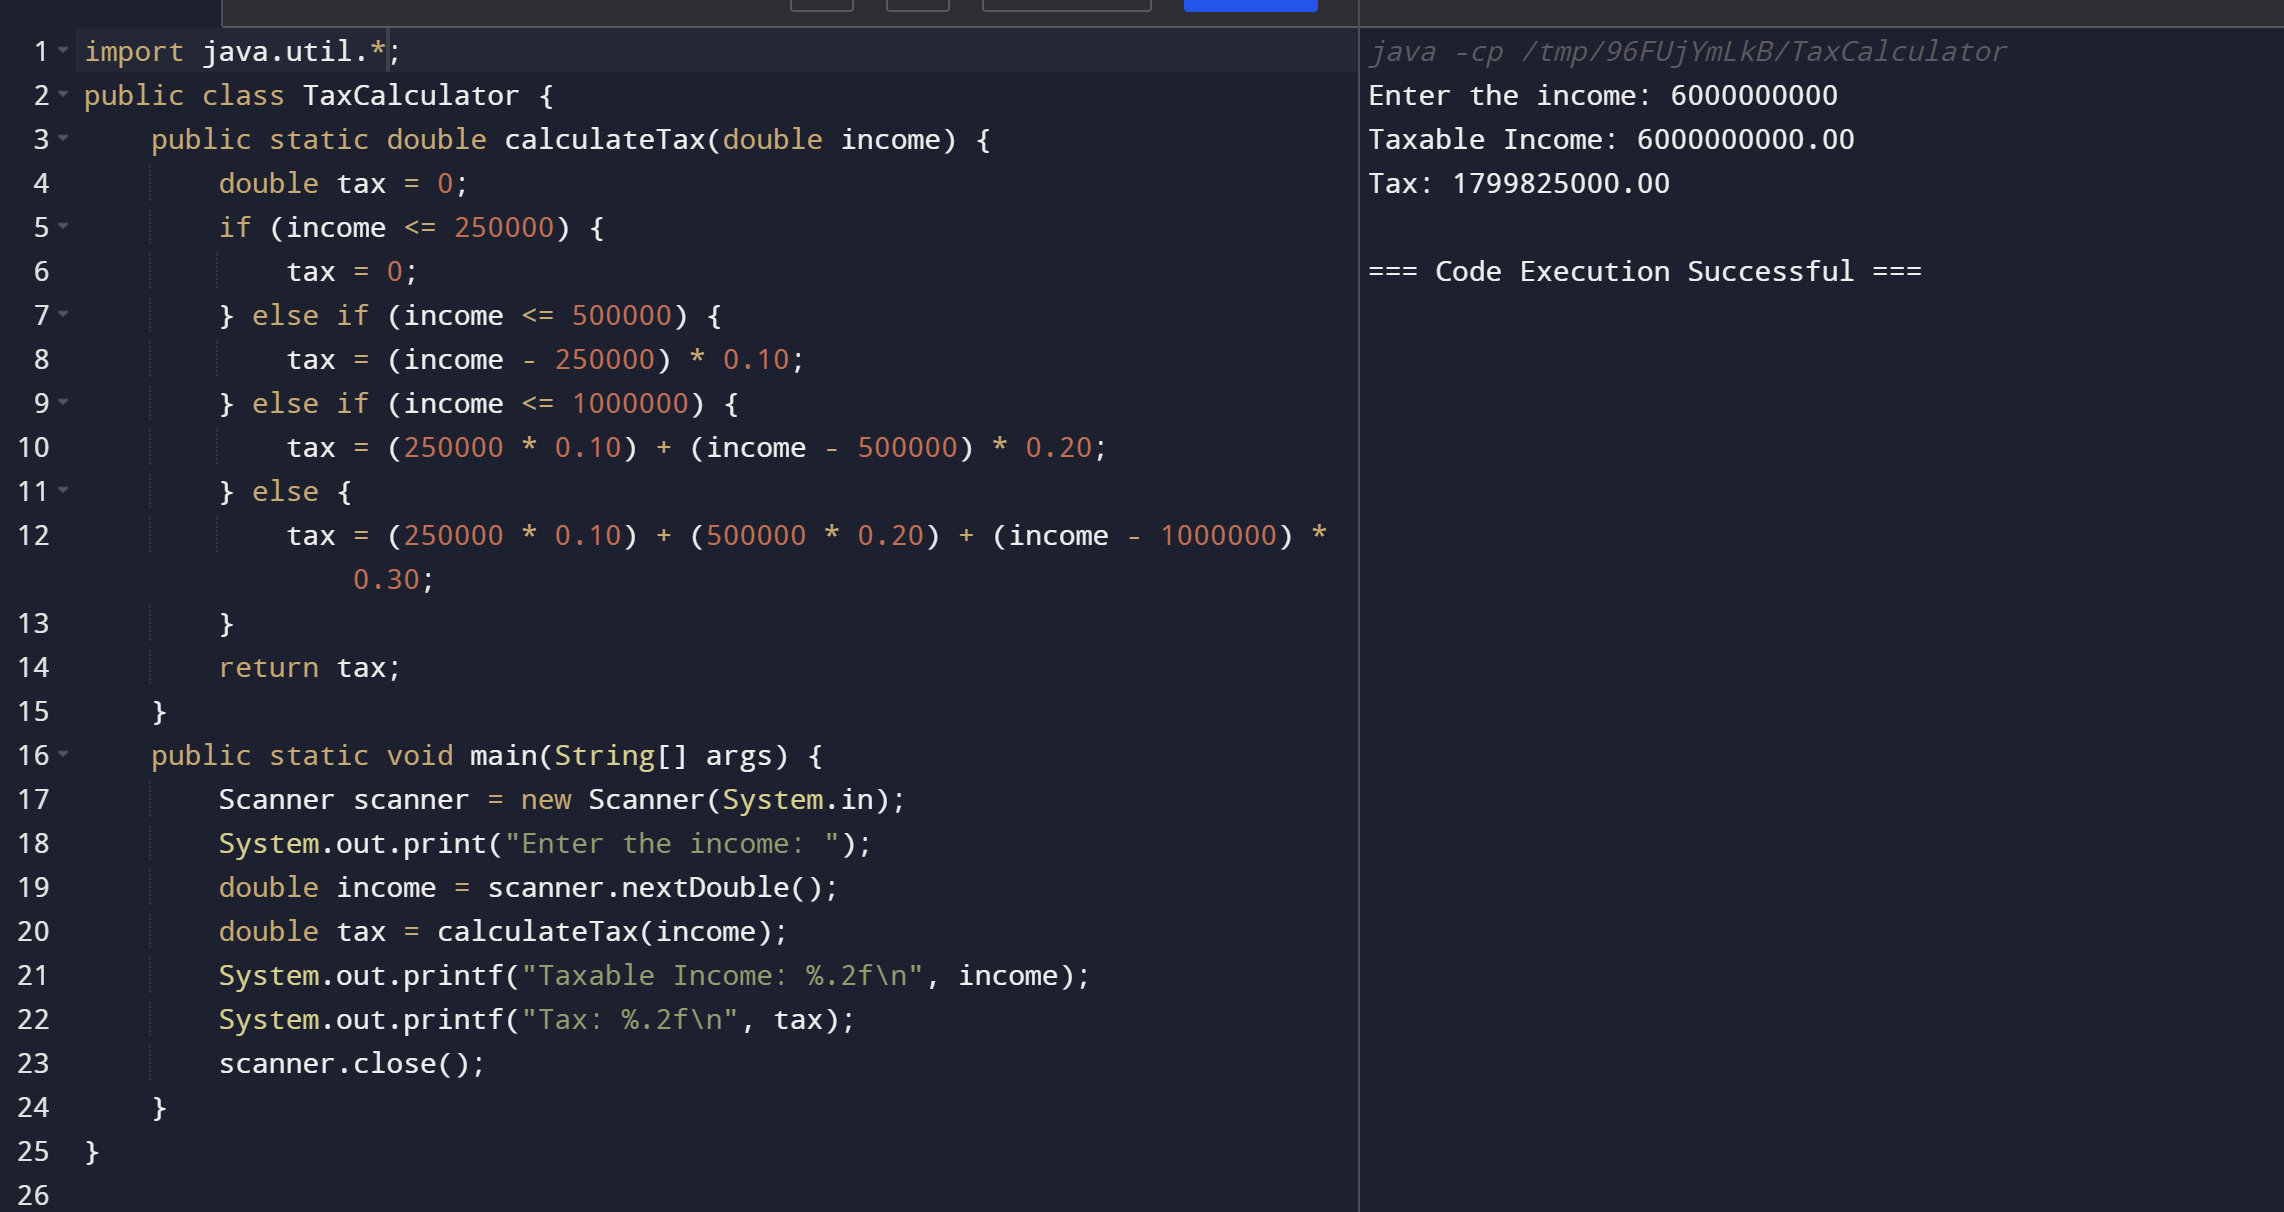 1 import java.util.*;
2 public class TaxCalculator {
3     public static double calculateTax(double income) {
4         double tax = 0;
5         if (income <= 250000) {
6             tax = 0;
7         } else if (income <= 500000) {
8             tax = (income - 250000) * 0.10;
9         } else if (income <= 1000000) {
10             tax = (250000 * 0.10) + (income - 500000) * 0.20;
11         } else {
12             tax = (250000 * 0.10) + (500000 * 0.20) + (income - 1000000) *
                0.30;
13         }
14         return tax;
15     }
16     public static void main(String[] args) {
17         Scanner scanner = new Scanner(System.in);
18         System.out.print("Enter the income: ");
19         double income = scanner.nextDouble();
20         double tax = calculateTax(income);
21         System.out.printf("Taxable Income: %.2f\n", income);
22         System.out.printf("Tax: %.2f\n", tax);
23         scanner.close();
24     }
25 }
26
java -cp /tmp/96FUjYmLkB/TaxCalculator
Enter the income: 6000000000
Taxable Income: 6000000000.00
Tax: 1799825000.00
=== Code Execution Successful ===